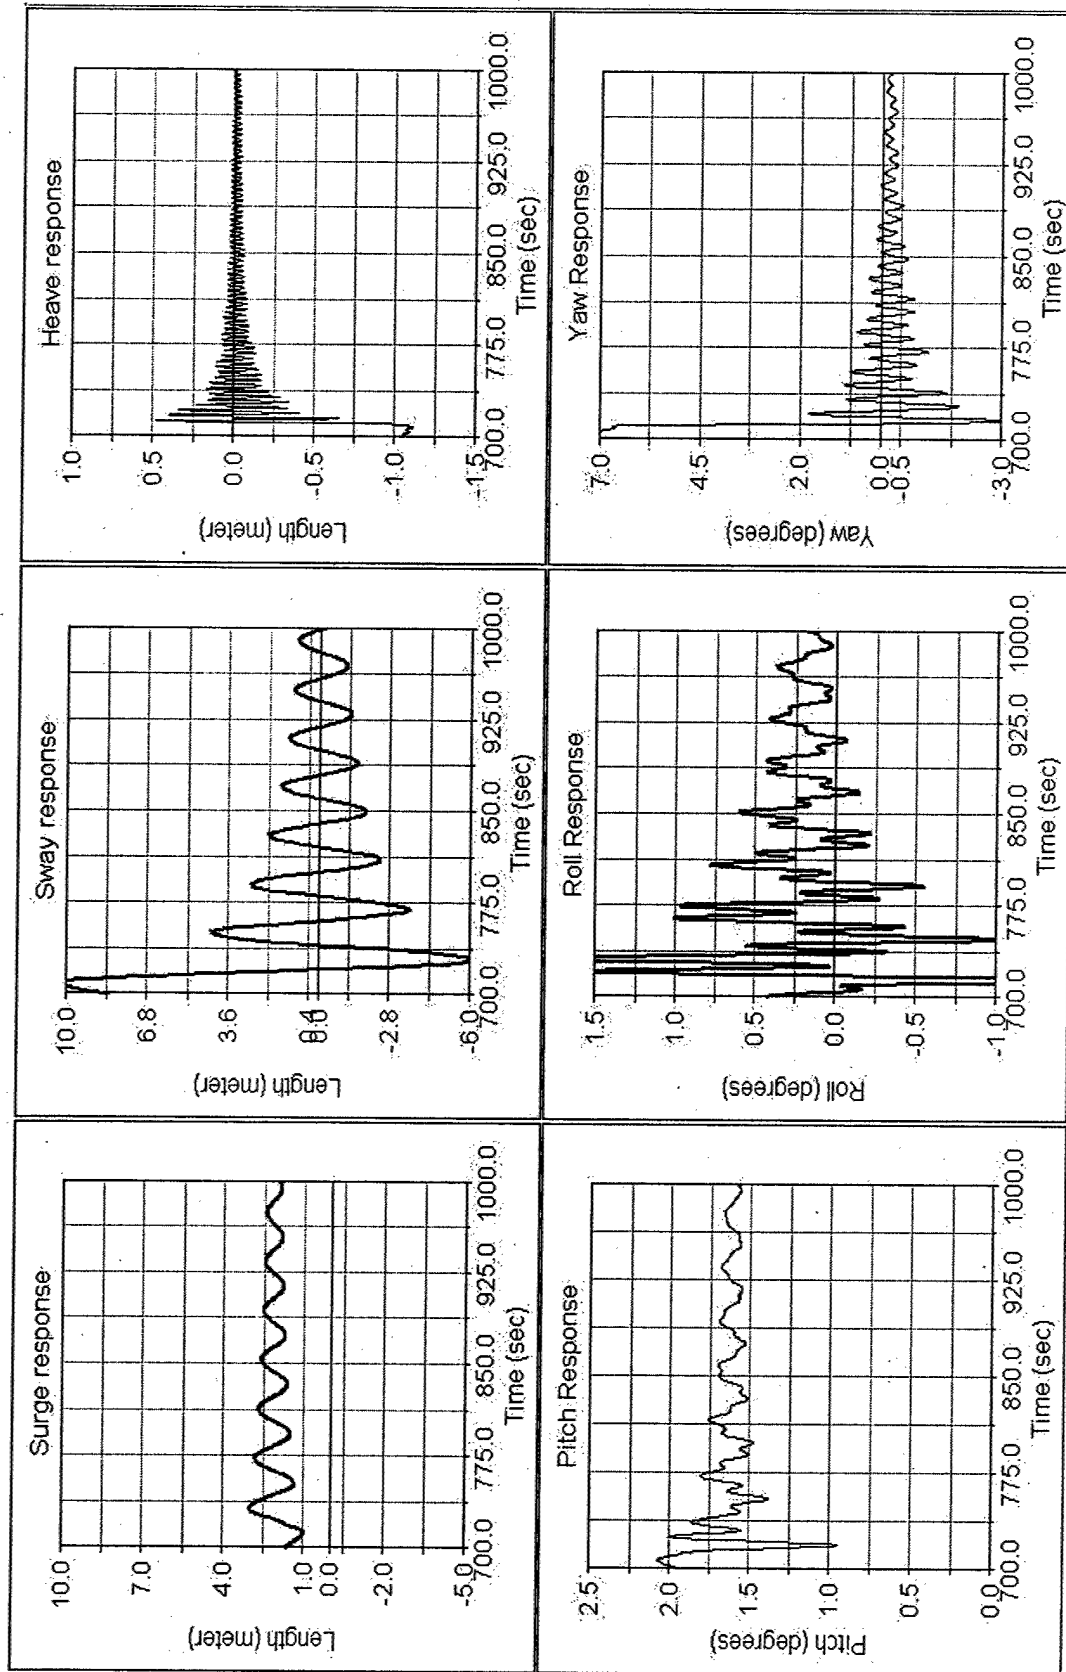 Surge response
Length (meter)
10.0
7.0
4.0
1.0
0.0
-2.0
-5.0
700.0 775.0 850.0 925.0 1000.0
Time (sec)
Sway response
Length (meter)
10.0
6.8
3.6
-2.8
-6.0
700.0 775.0 850.0 925.0 1000.0
Time (sec)
Heave response
Length (meter)
1.0
0.5
0.0
-0.5
-1.0
-1.5
700.0 775.0 850.0 925.0 1000.0
Time (sec)
Pitch Response
Pitch (degrees)
2.5
2.0
1.5
1.0
0.5
0.0
700.0 775.0 850.0 925.0 1000.0
Time (sec)
Roll Response
Roll (degrees)
1.5
1.0
0.5
0.0
-0.5
-1.0
700.0 775.0 850.0 925.0 1000.0
Time (sec)
Yaw Response
Yaw (degrees)
7.0
4.5
2.0
0.0
-0.5
-3.0
700.0 775.0 850.0 925.0 1000.0
Time (sec)